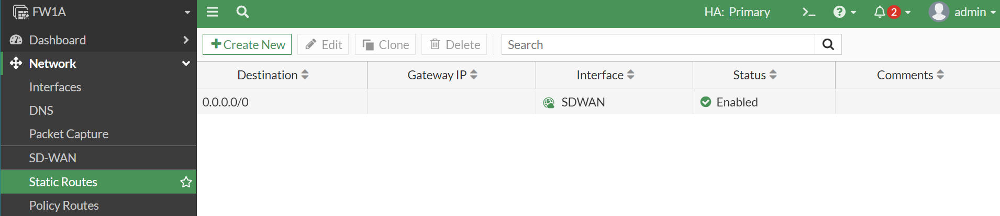 FW1A
HA: Primary
2
admin
Dashboard
Network
Interfaces
DNS
Packet Capture
SD-WAN
Static Routes
Policy Routes
Create New
Edit
Clone
Delete
Search
Destination
Gateway IP
Interface
Status
Comments
0.0.0.0/0
SDWAN
Enabled